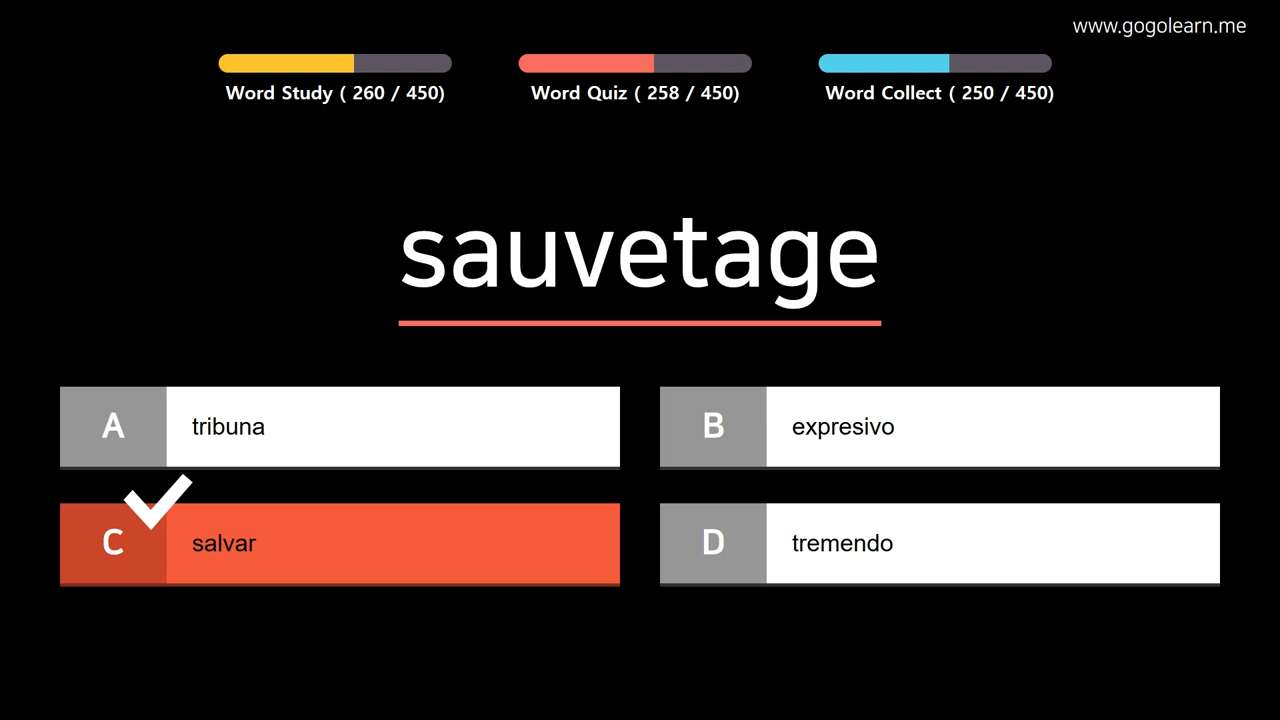 www.gogolearn.me
Word Study ( 260 / 450)
Word Quiz ( 258 / 450)
Word Collect ( 250 / 450)
sauvetage
A tribuna
B expresivo
C salvar
D tremendo